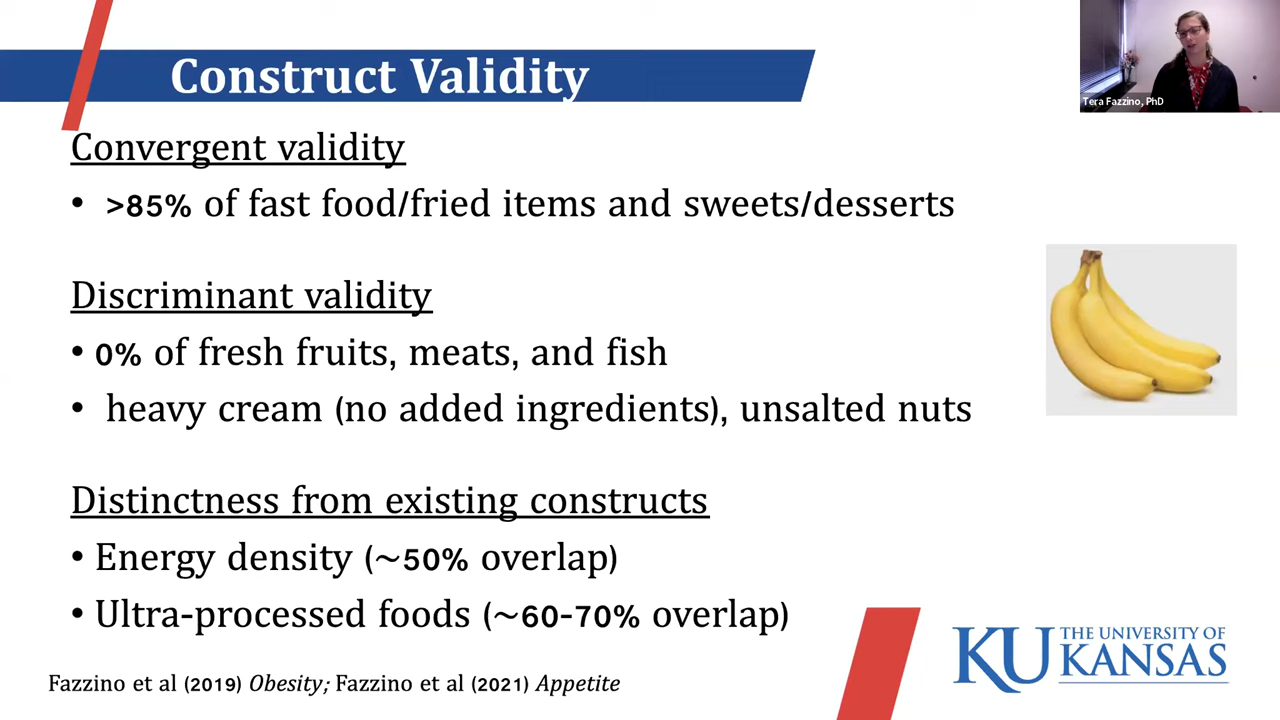 Construct Validity
Tera Fazzino, PhD
Convergent validity
• >85% of fast food/fried items and sweets/desserts
Discriminant validity
• 0% of fresh fruits, meats, and fish
• heavy cream (no added ingredients), unsalted nuts
Distinctness from existing constructs
• Energy density (~50% overlap)
• Ultra-processed foods (~60-70% overlap)
Fazzino et al (2019) Obesity; Fazzino et al (2021) Appetite
KU THE UNIVERSITY OF
KANSAS